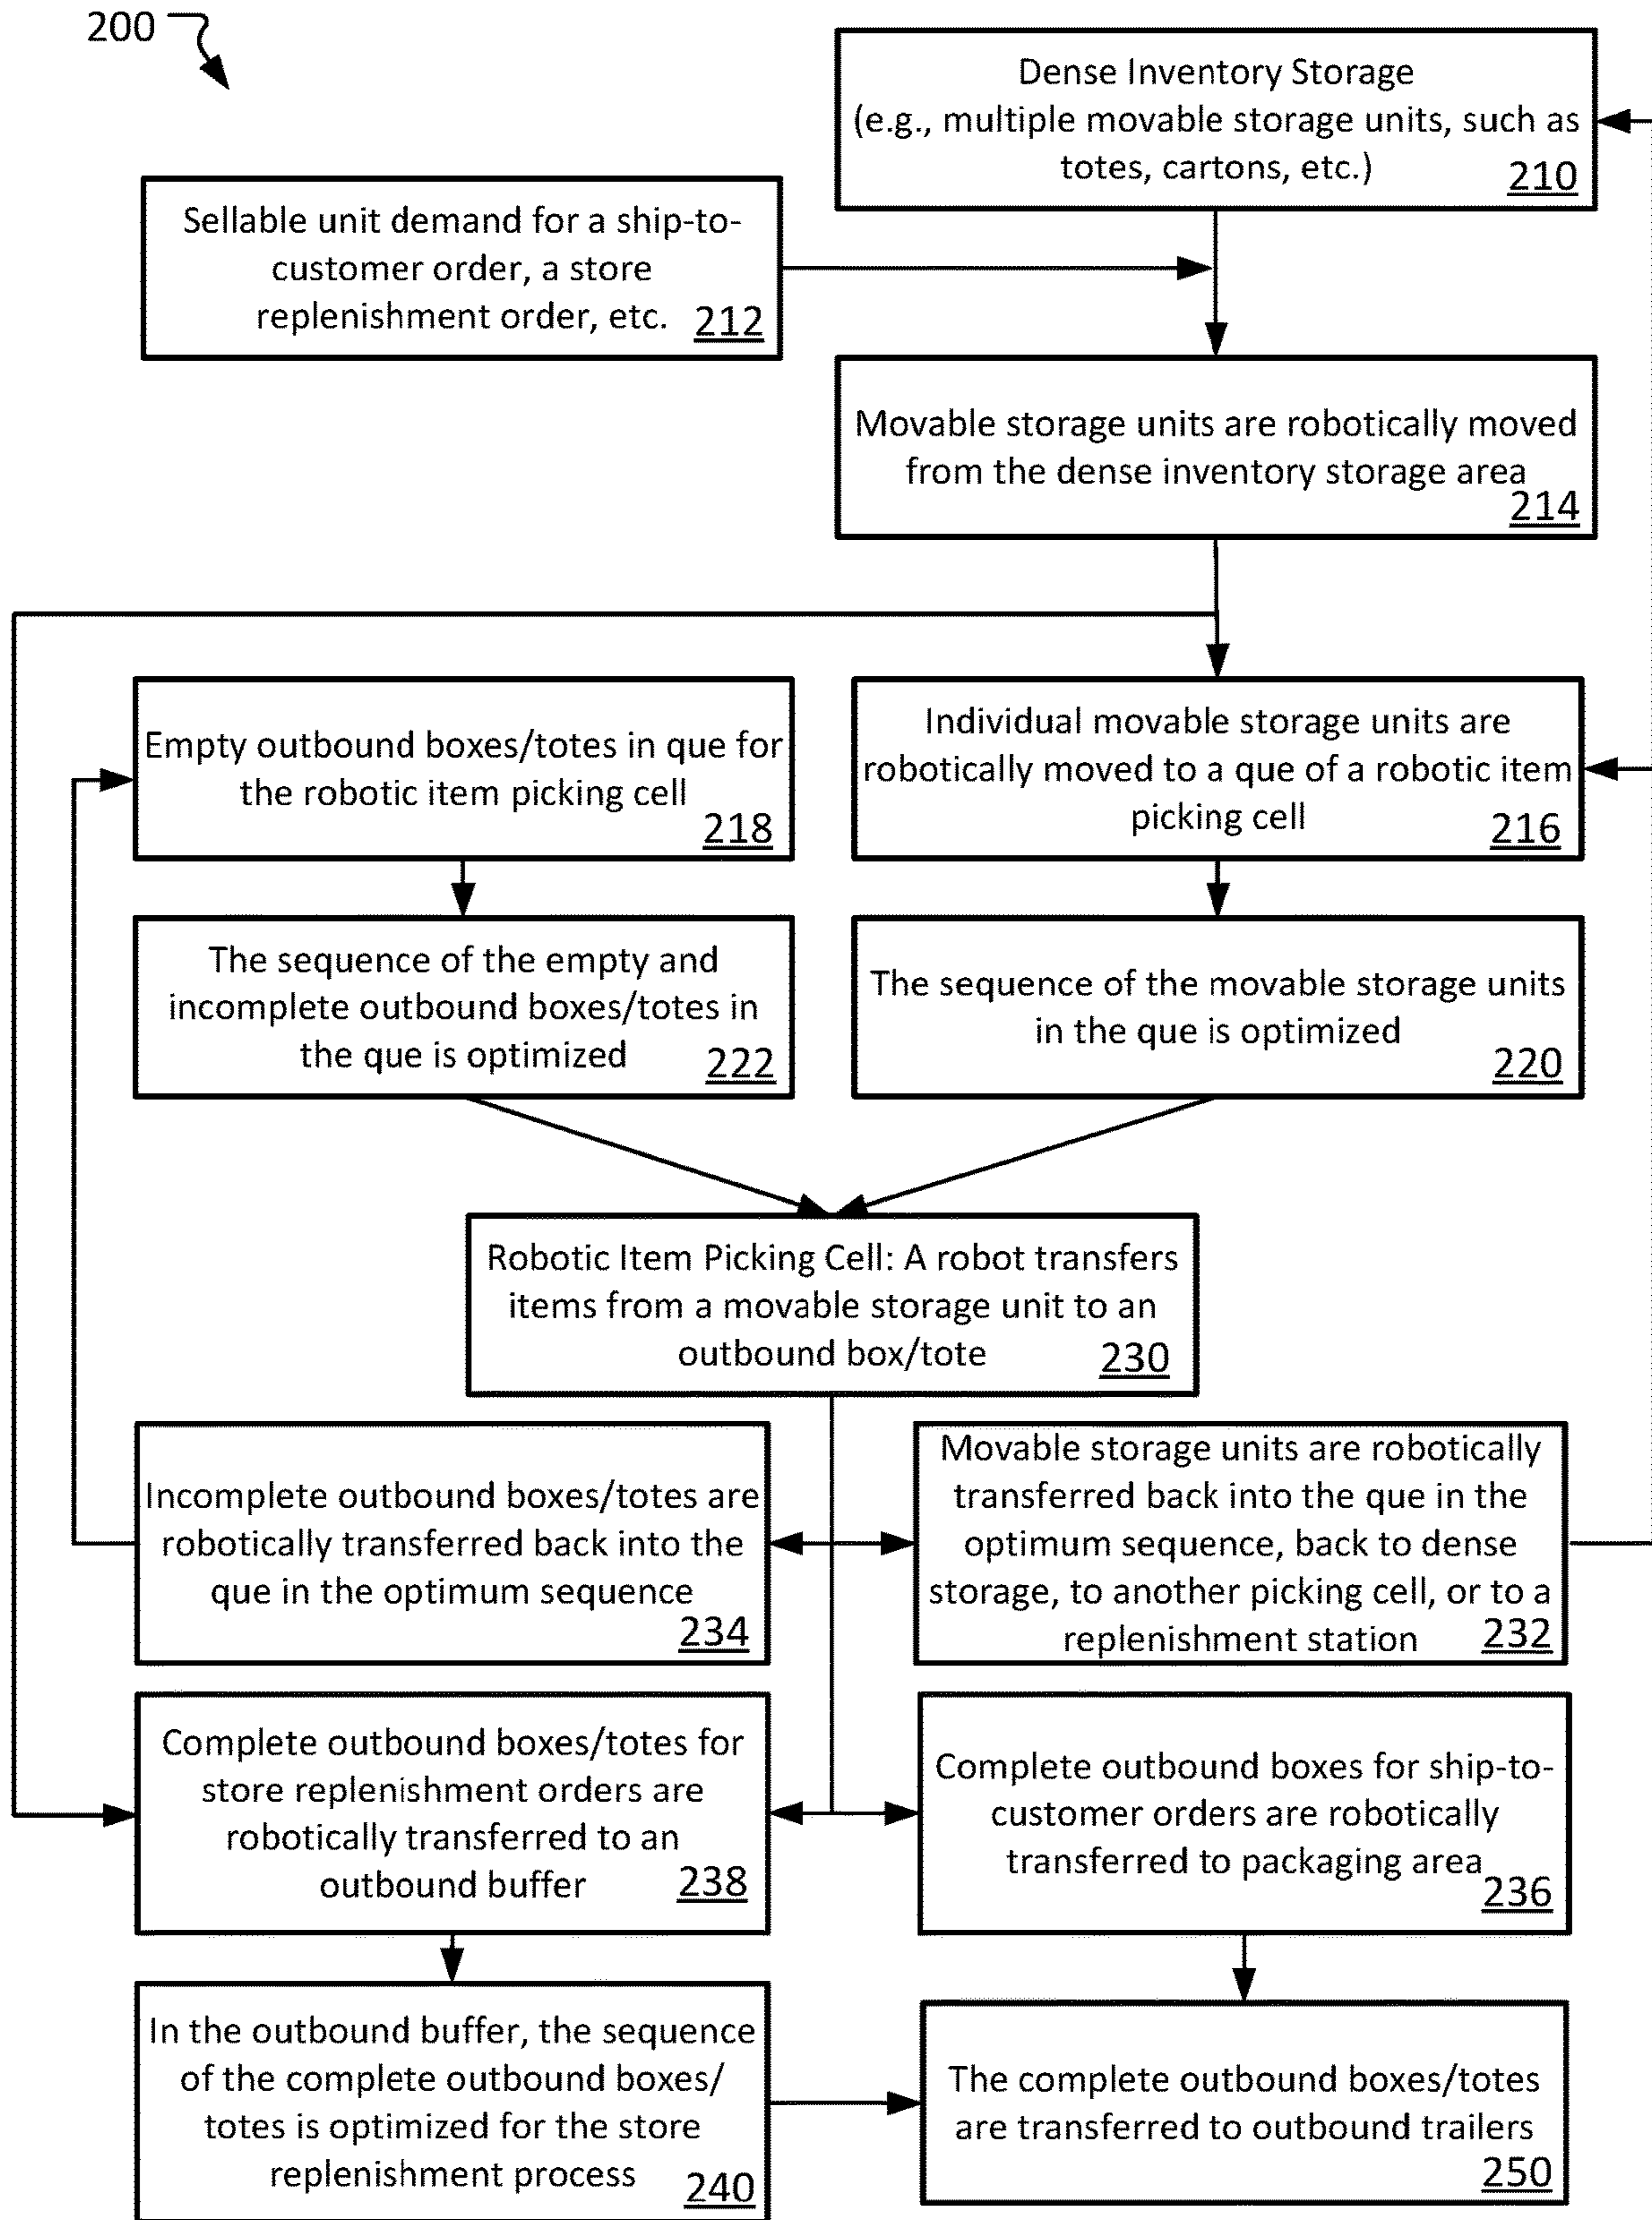 200
Dense Inventory Storage
(e.g., multiple movable storage units, such as
totes, cartons, etc.)
210
Sellable unit demand for a ship-to-
customer order, a store
replenishment order, etc.
212
Movable storage units are robotically moved
from the dense inventory storage area
214
Empty outbound boxes/totes in que for
the robotic item picking cell
218
Individual movable storage units are
robotically moved to a que of a robotic item
picking cell
216
The sequence of the empty and
incomplete outbound boxes/totes in
the que is optimized
222
The sequence of the movable storage units
in the que is optimized
220
Robotic Item Picking Cell: A robot transfers
items from a movable storage unit to an
outbound box/tote
230
Incomplete outbound boxes/totes are
robotically transferred back into the
que in the optimum sequence
234
Movable storage units are robotically
transferred back into the que in the
optimum sequence, back to dense
storage, to another picking cell, or to a
replenishment station
232
Complete outbound boxes/totes for
store replenishment orders are
robotically transferred to an
outbound buffer
238
Complete outbound boxes for ship-to-
customer orders are robotically
transferred to packaging area
236
In the outbound buffer, the sequence
of the complete outbound boxes/
totes is optimized for the store
replenishment process
240
The complete outbound boxes/totes
are transferred to outbound trailers
250